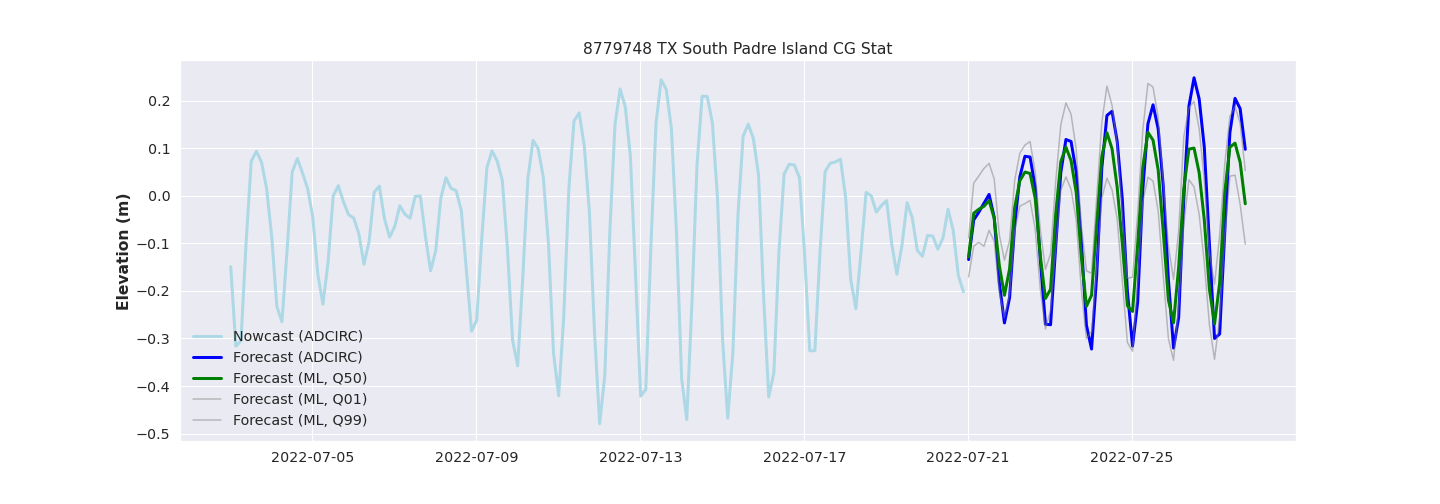 8779748 TX South Padre Island CG Stat
Elevation (m)
0.2
0.1
0.0
−0.1
−0.2
−0.3
−0.4
−0.5
Nowcast (ADCIRC)
Forecast (ADCIRC)
Forecast (ML, Q50)
Forecast (ML, Q01)
Forecast (ML, Q99)
2022-07-05
2022-07-09
2022-07-13
2022-07-17
2022-07-21
2022-07-25